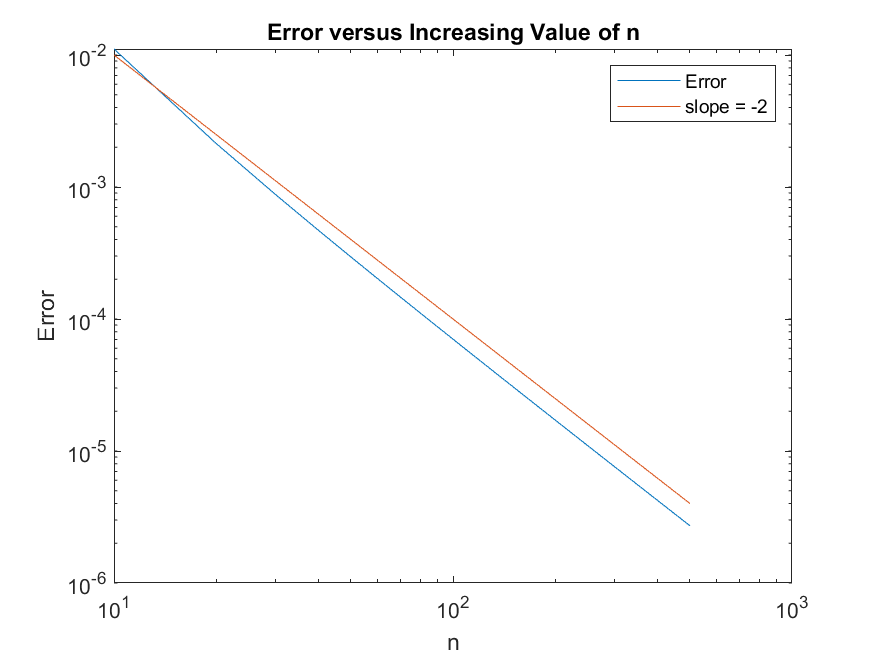 Error versus Increasing Value of n
Error
slope = -2
10^-2
10^-3
10^-4
10^-5
10^-6
Error
10^1
10^2
10^3
n